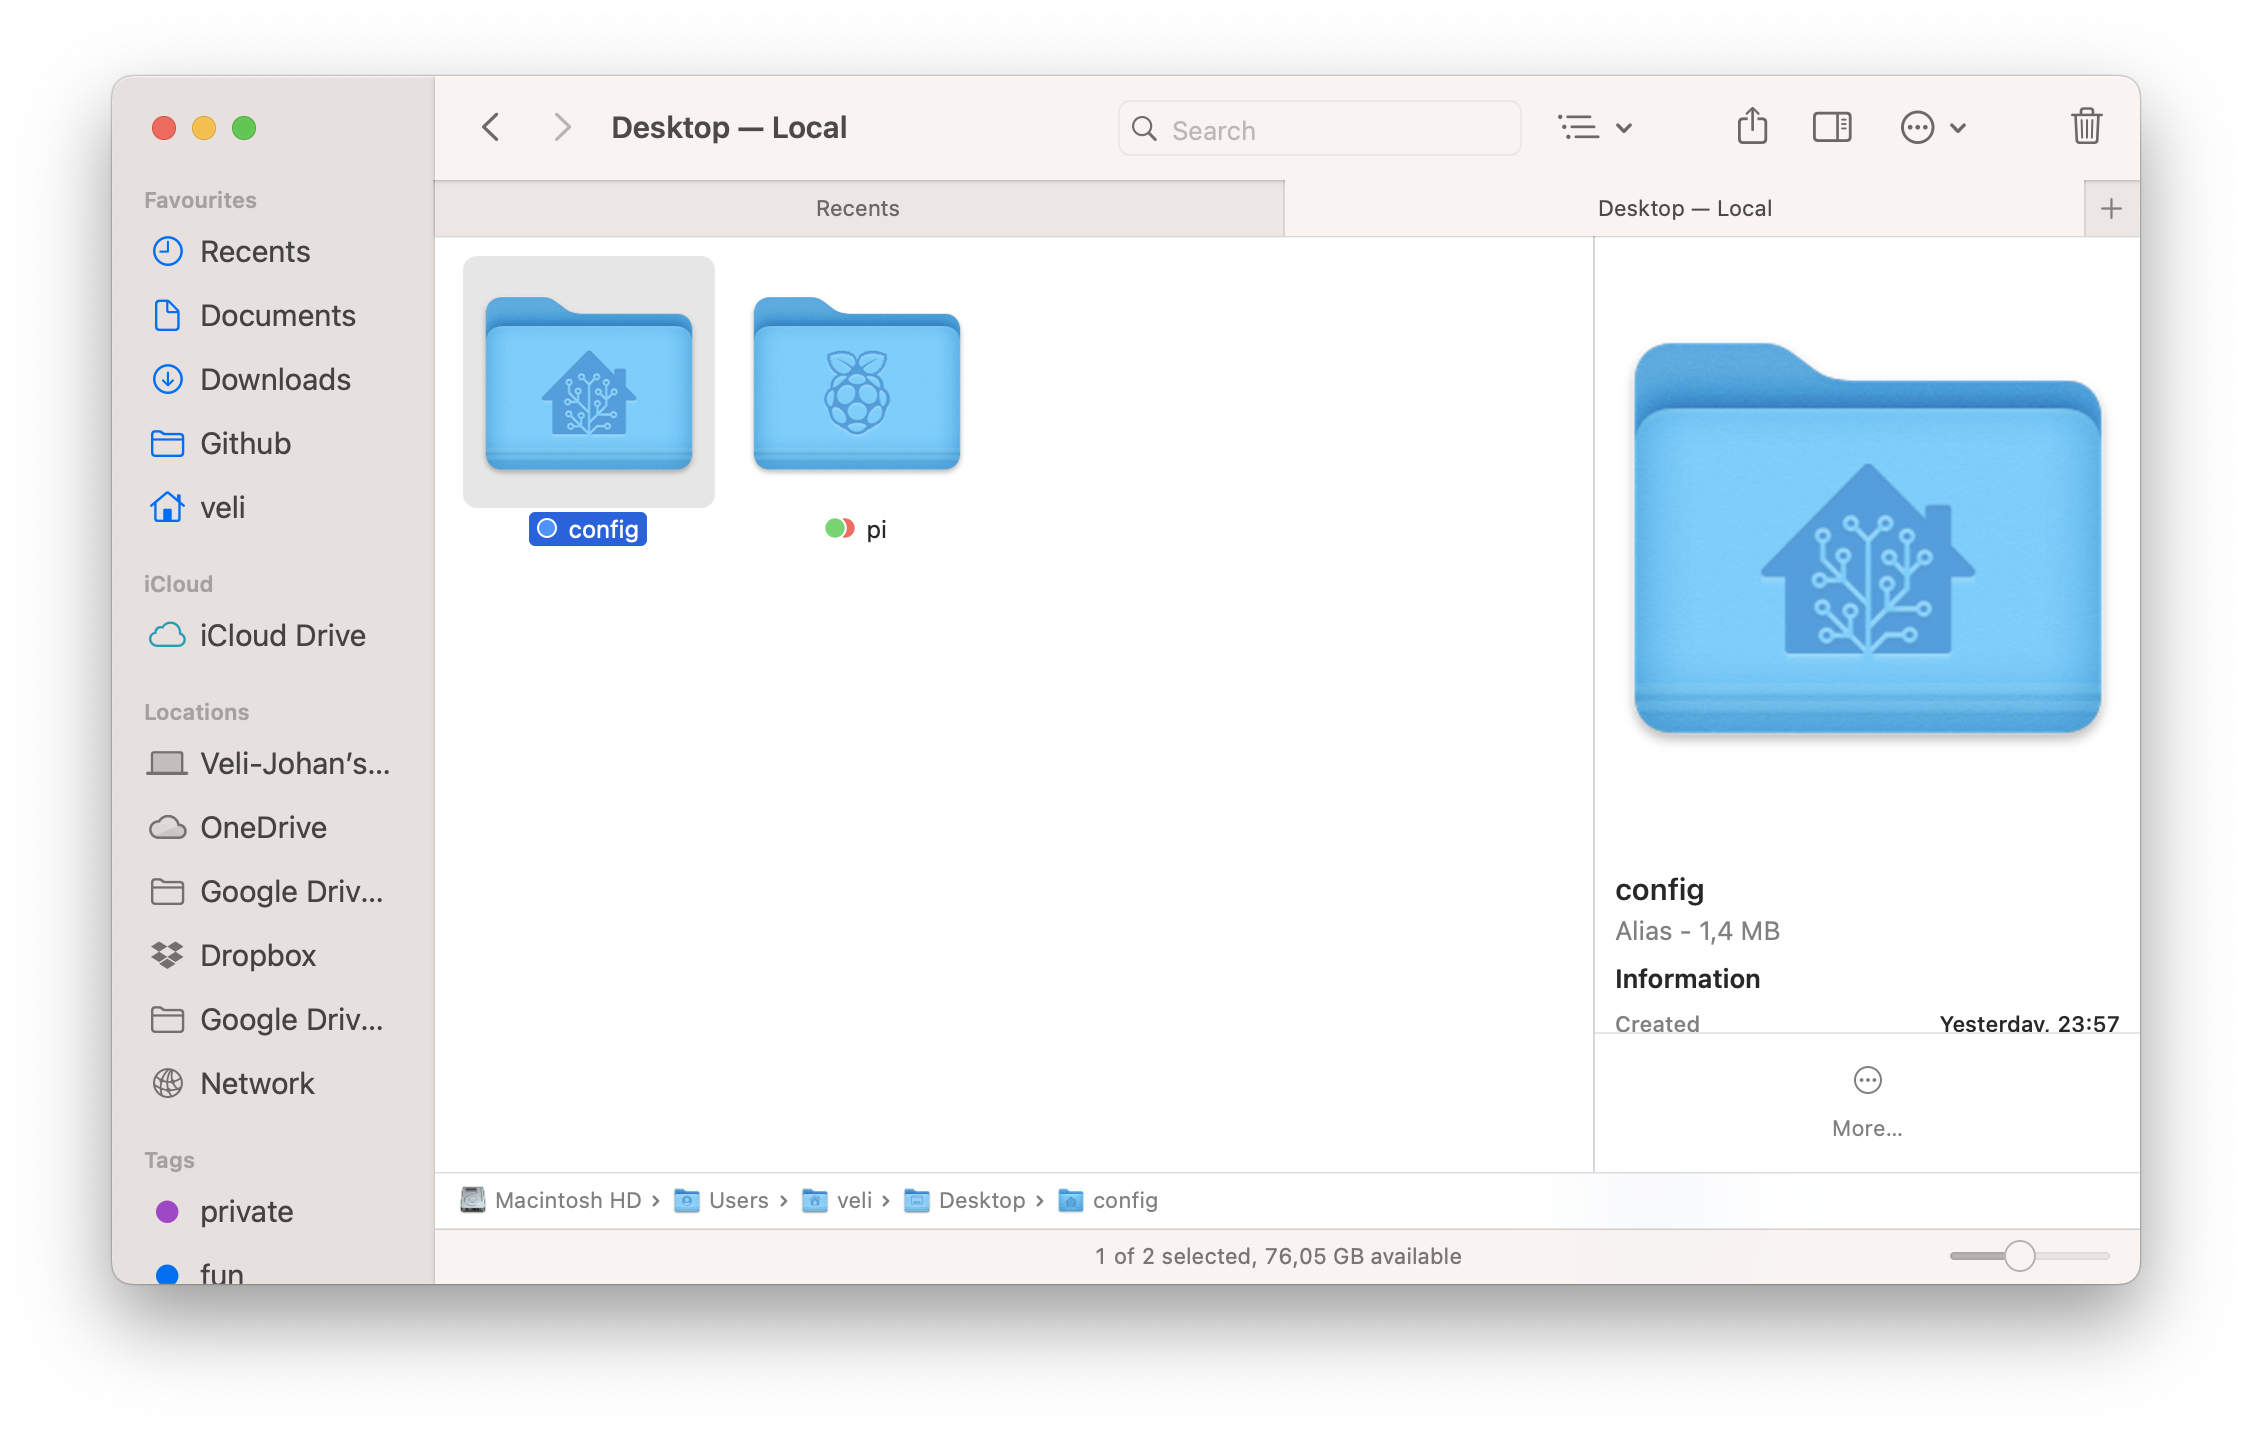 Desktop — Local
Search
Recents
Desktop — Local
Favourites
Recents
Documents
Downloads
Github
veli
iCloud
iCloud Drive
Locations
Veli-Johan’s...
OneDrive
Google Driv...
Dropbox
Google Driv...
Network
Tags
private
fun
config
pi
config
Alias - 1,4 MB
Information
Created Yesterday, 23:57
More...
Macintosh HD › Users › veli › Desktop › config
1 of 2 selected, 76,05 GB available